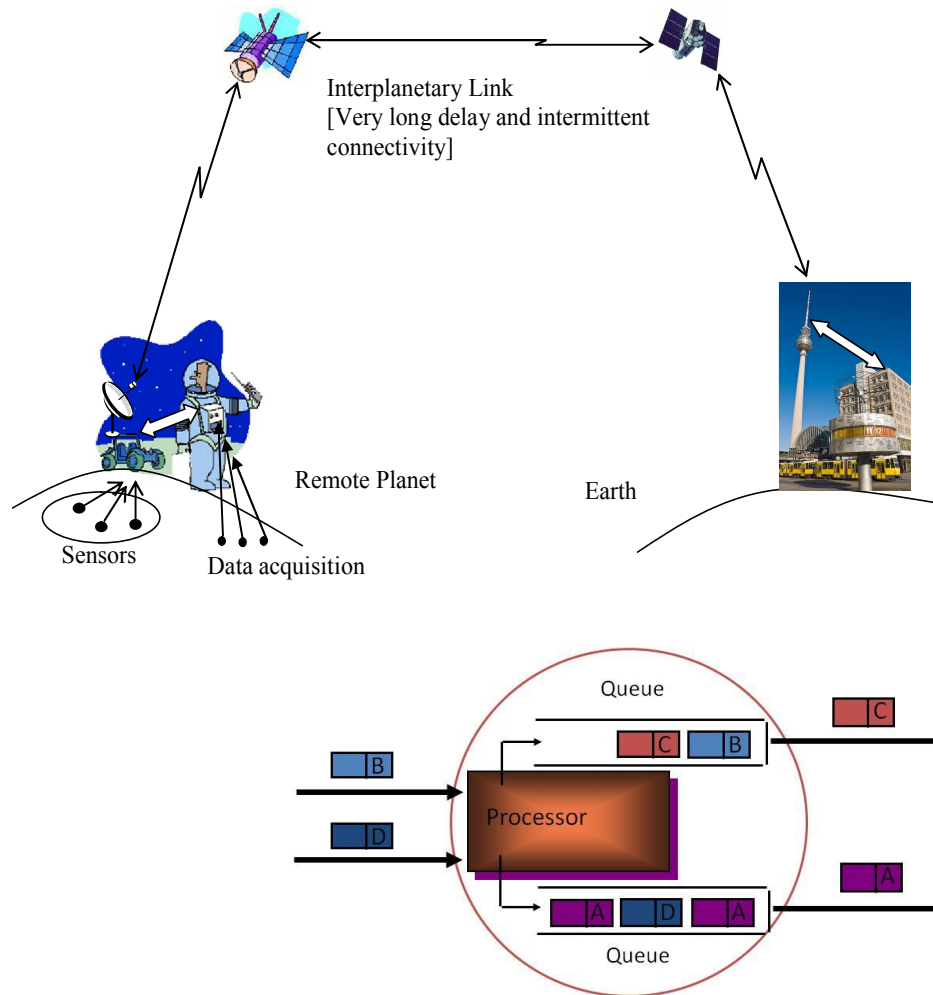 Interplanetary Link
[Very long delay and intermittent
connectivity]
Remote Planet
Earth
Sensors
Data acquisition
Queue
C
C
B
B
Processor
D
A
A
D
A
Queue